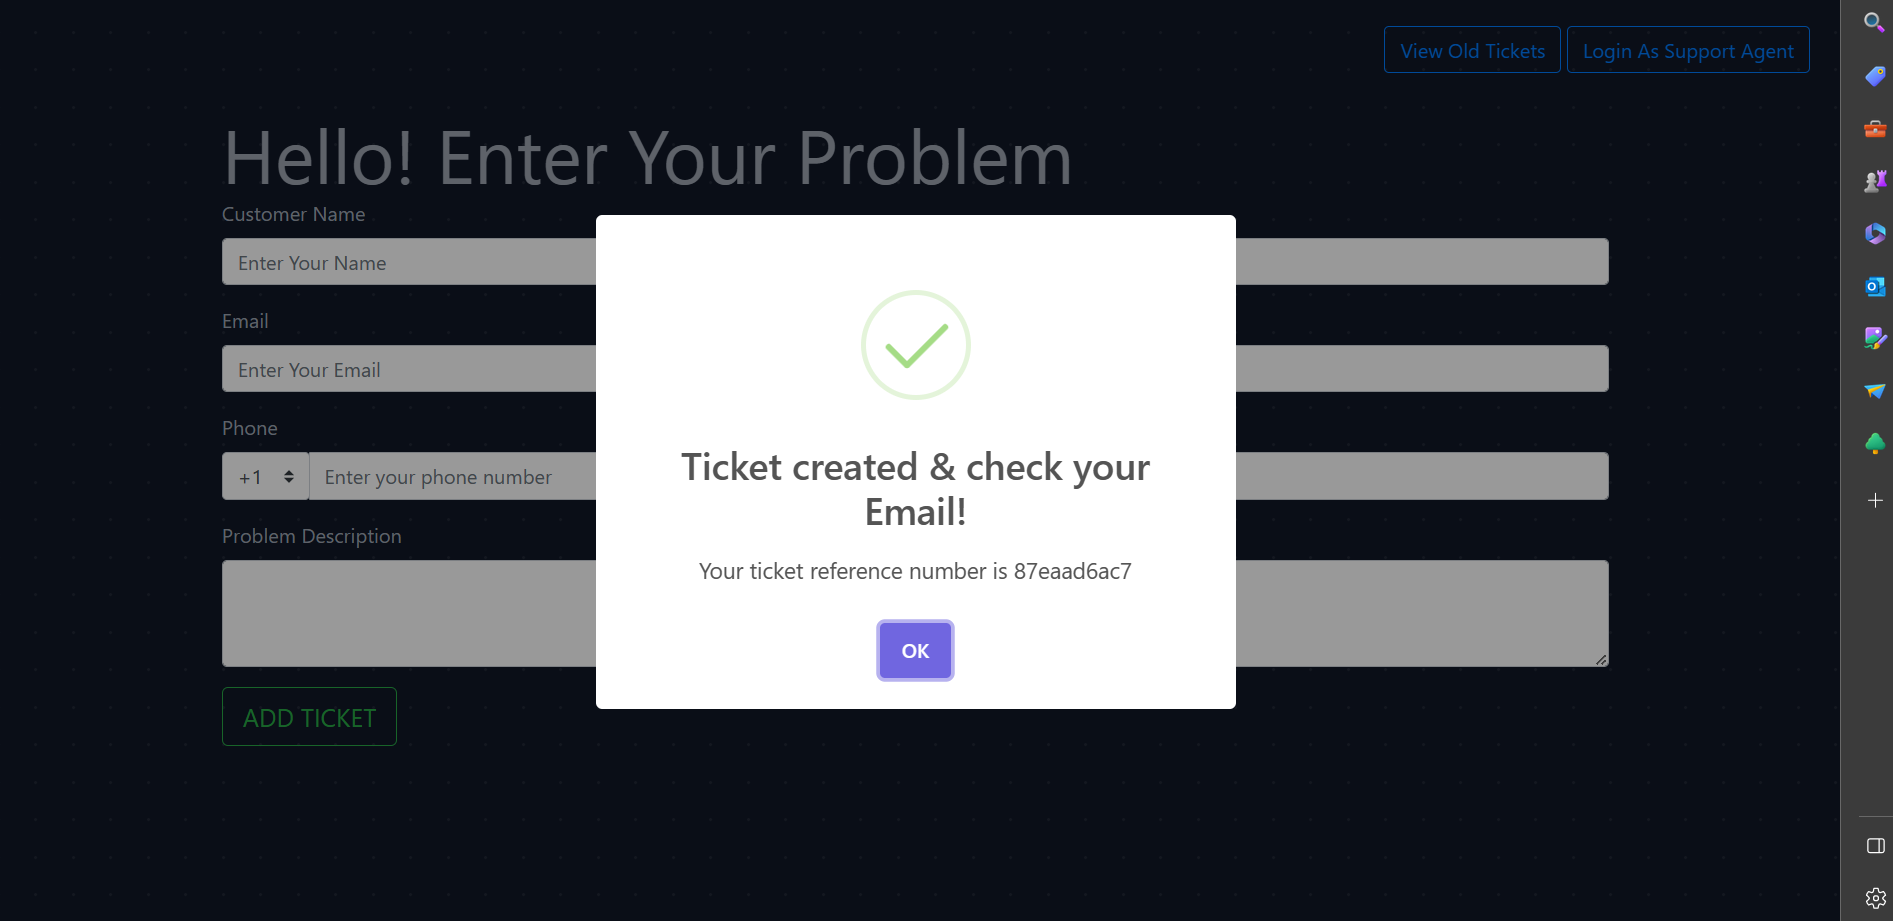 View Old Tickets
Login As Support Agent
Hello! Enter Your Problem
Customer Name
Enter Your Name
Email
Enter Your Email
Phone
+1
Enter your phone number
Problem Description
ADD TICKET
Ticket created & check your
Email!
Your ticket reference number is 87eaad6ac7
OK